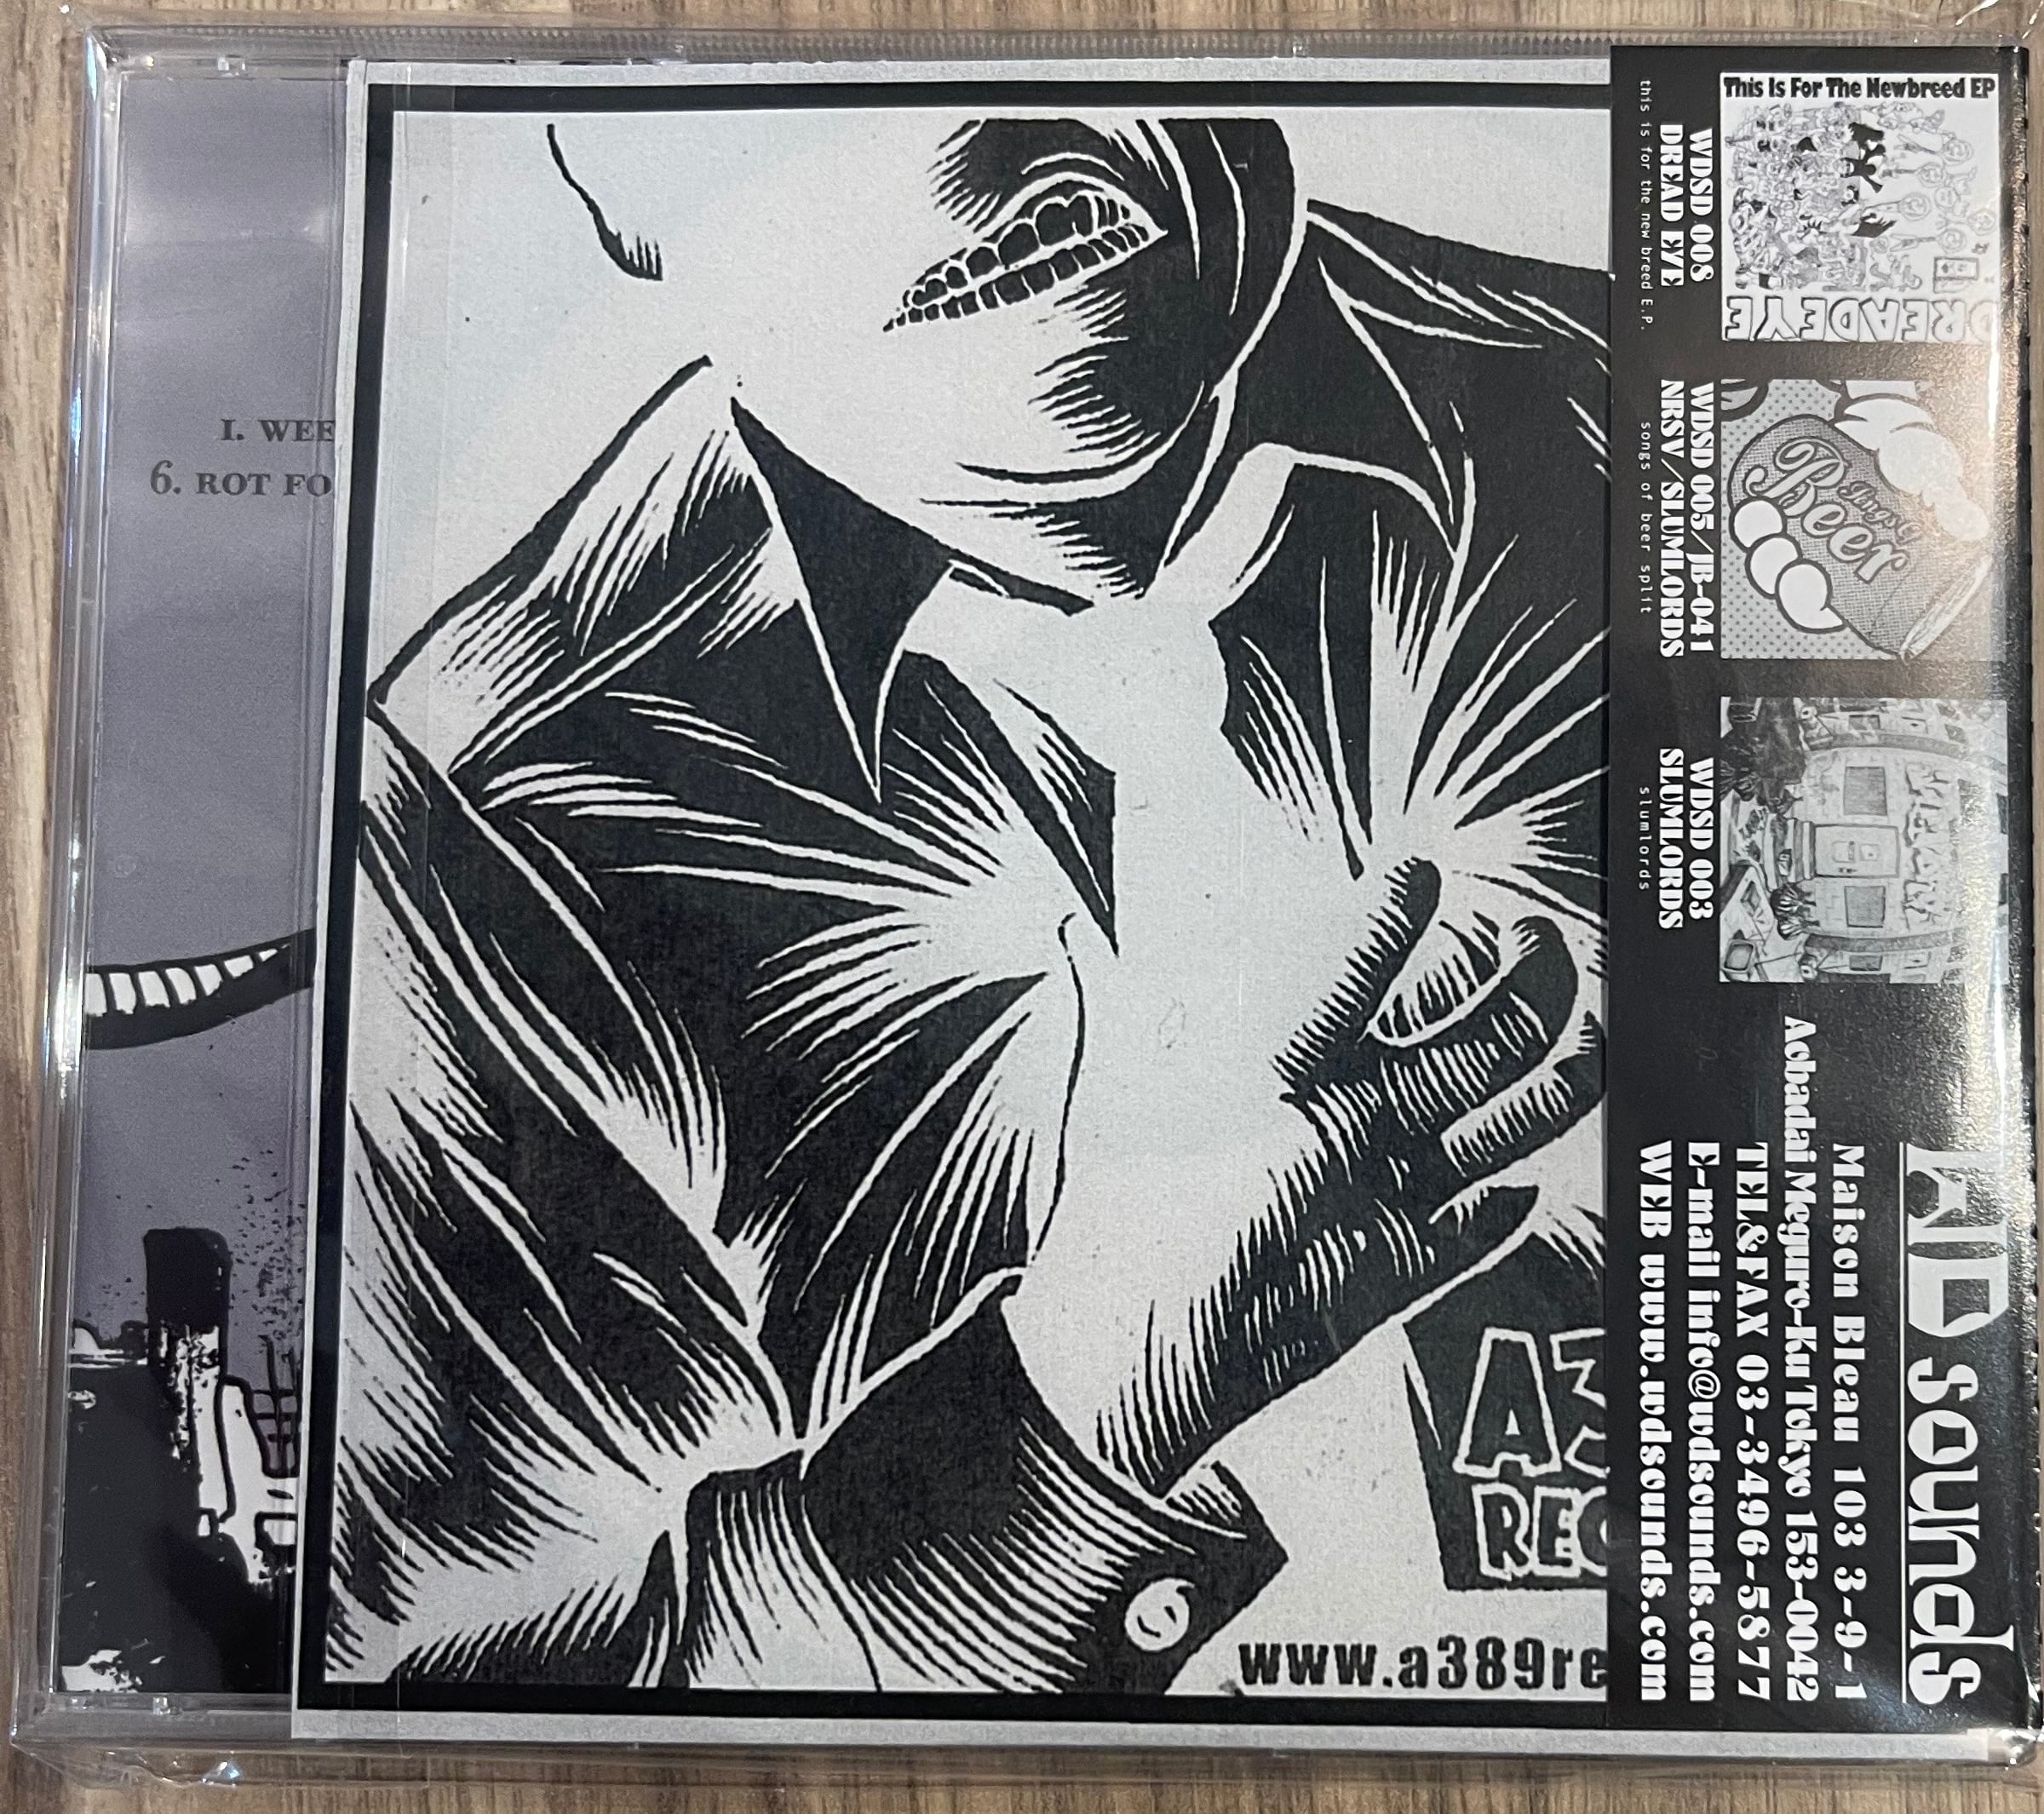 I. WEE
6. ROT FO
A3
REC
www.a389re
This Is For The Newbreed EP
DREADEYE
WDSD 008
DREAD EYE
this is for the new breed E.P.
Beer
WDSD 005/JB-041
NRSV/SLUMLORDS
songs of beer split
WDSD 003
SLUMLORDS
slumlords
WD sounds
Maison Bleau 103 3-9-1
Aobadai Meguro-Ku Tokyo 153-0042
TEL&FAX 03-3496-5877
E-mail info@wdsounds.com
WEB www.wdsounds.com